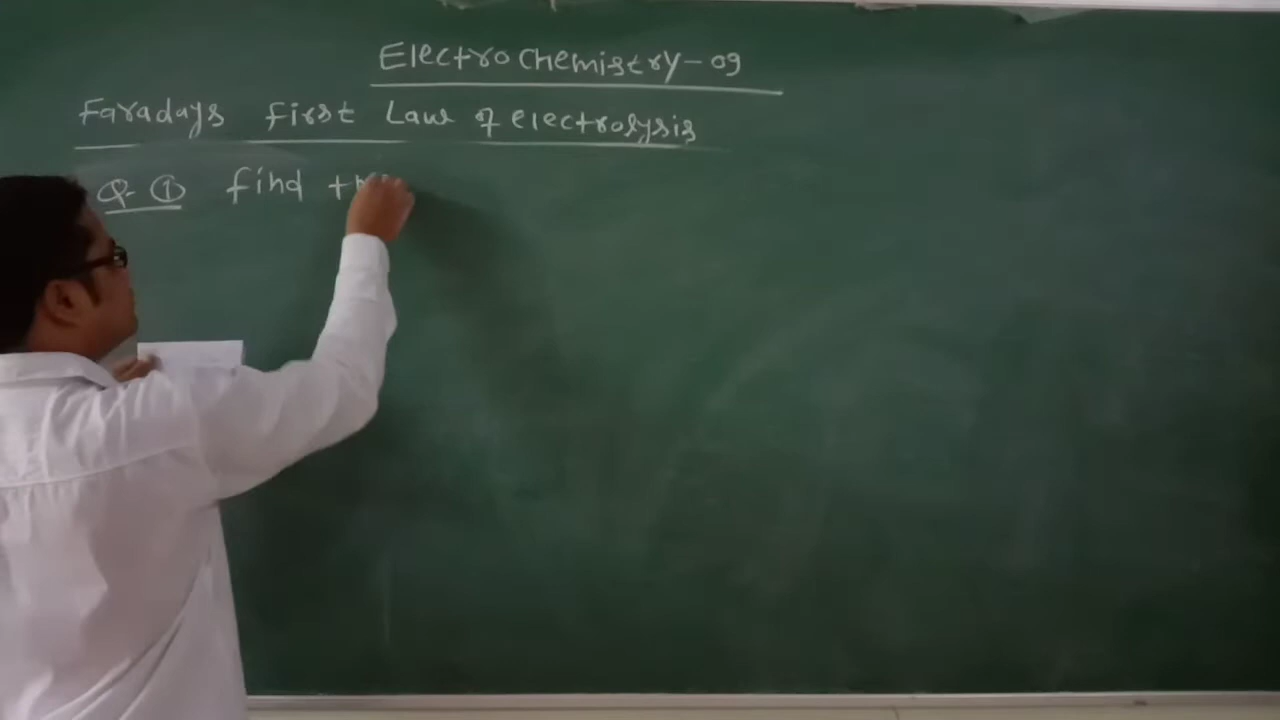 Electrochemistry-09
Faradays First Law of electrolysis
Q-① find